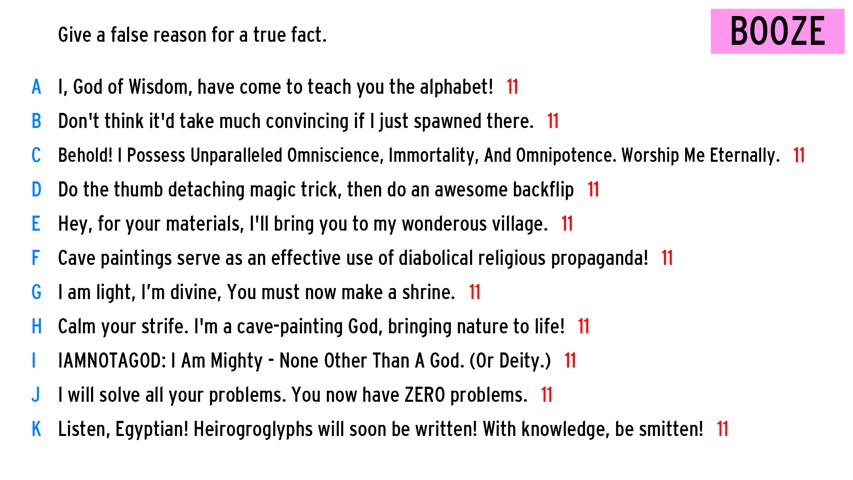 Give a false reason for a true fact.
BOOZE
A I, God of Wisdom, have come to teach you the alphabet! 11
B Don't think it'd take much convincing if I just spawned there. 11
C Behold! I Possess Unparalleled Omniscience, Immortality, And Omnipotence. Worship Me Eternally. 11
D Do the thumb detaching magic trick, then do an awesome backflip 11
E Hey, for your materials, I'll bring you to my wonderous village. 11
F Cave paintings serve as an effective use of diabolical religious propaganda! 11
G I am light, I'm divine, You must now make a shrine. 11
H Calm your strife. I'm a cave-painting God, bringing nature to life! 11
I IAMNOTAGOD: I Am Mighty - None Other Than A God. (Or Deity.) 11
J I will solve all your problems. You now have ZERO problems. 11
K Listen, Egyptian! Heirogroglyphs will soon be written! With knowledge, be smitten! 11